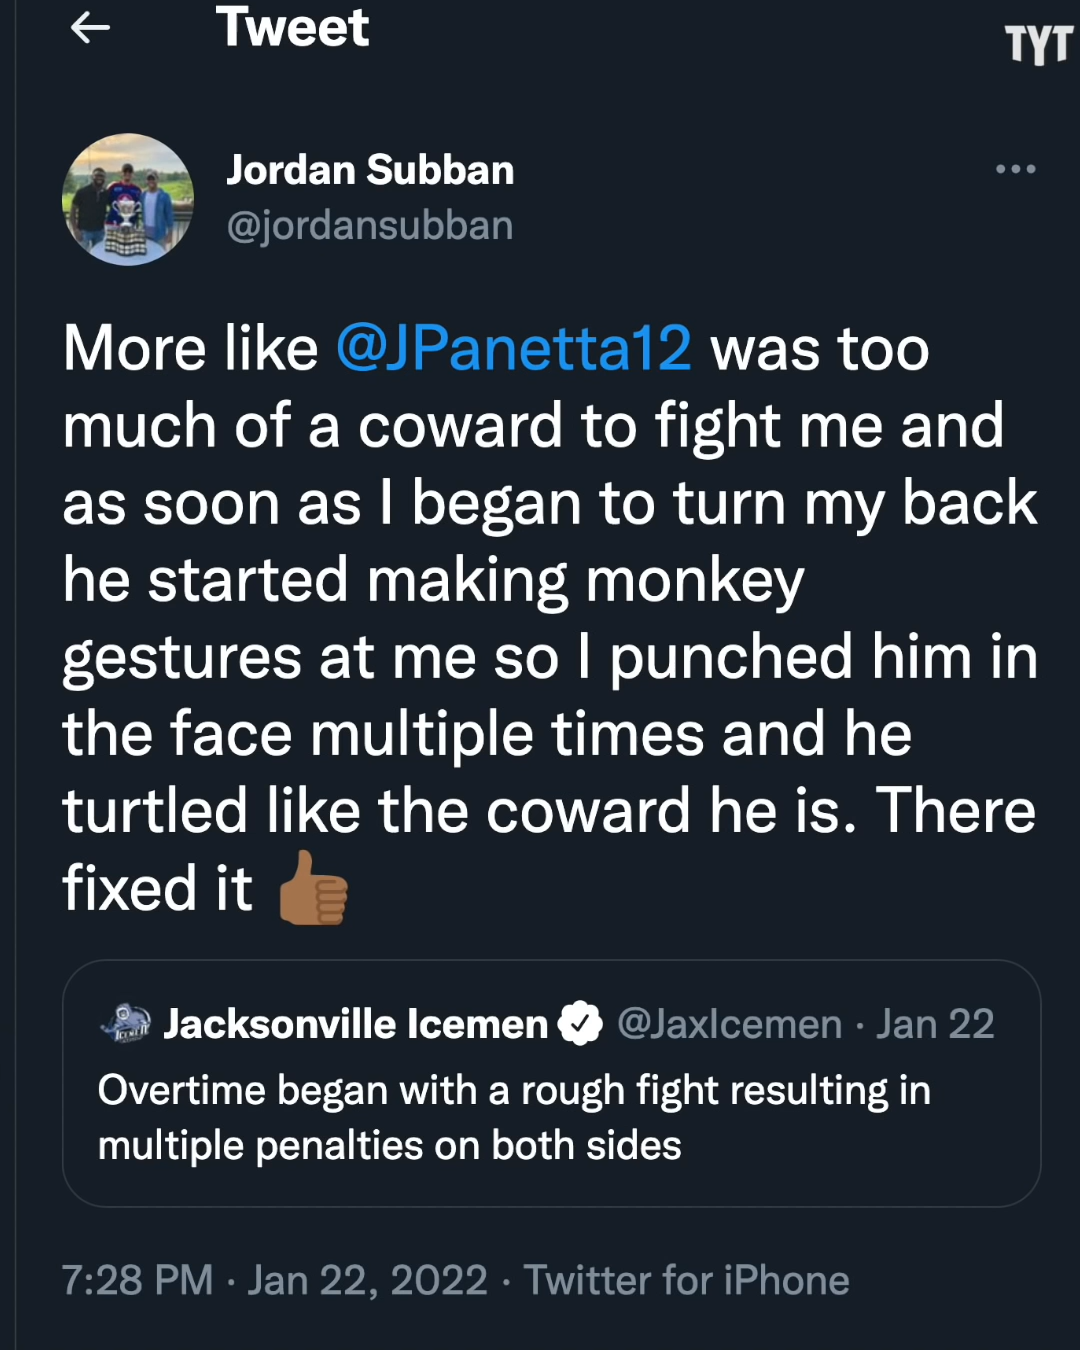 ← Tweet
TYT
Jordan Subban
@jordansubban
More like @JPanetta12 was too
much of a coward to fight me and
as soon as I began to turn my back
he started making monkey
gestures at me so I punched him in
the face multiple times and he
turtled like the coward he is. There
fixed it 👍🏾
Jacksonville Icemen @JaxIcemen · Jan 22
Overtime began with a rough fight resulting in
multiple penalties on both sides
7:28 PM · Jan 22, 2022 · Twitter for iPhone